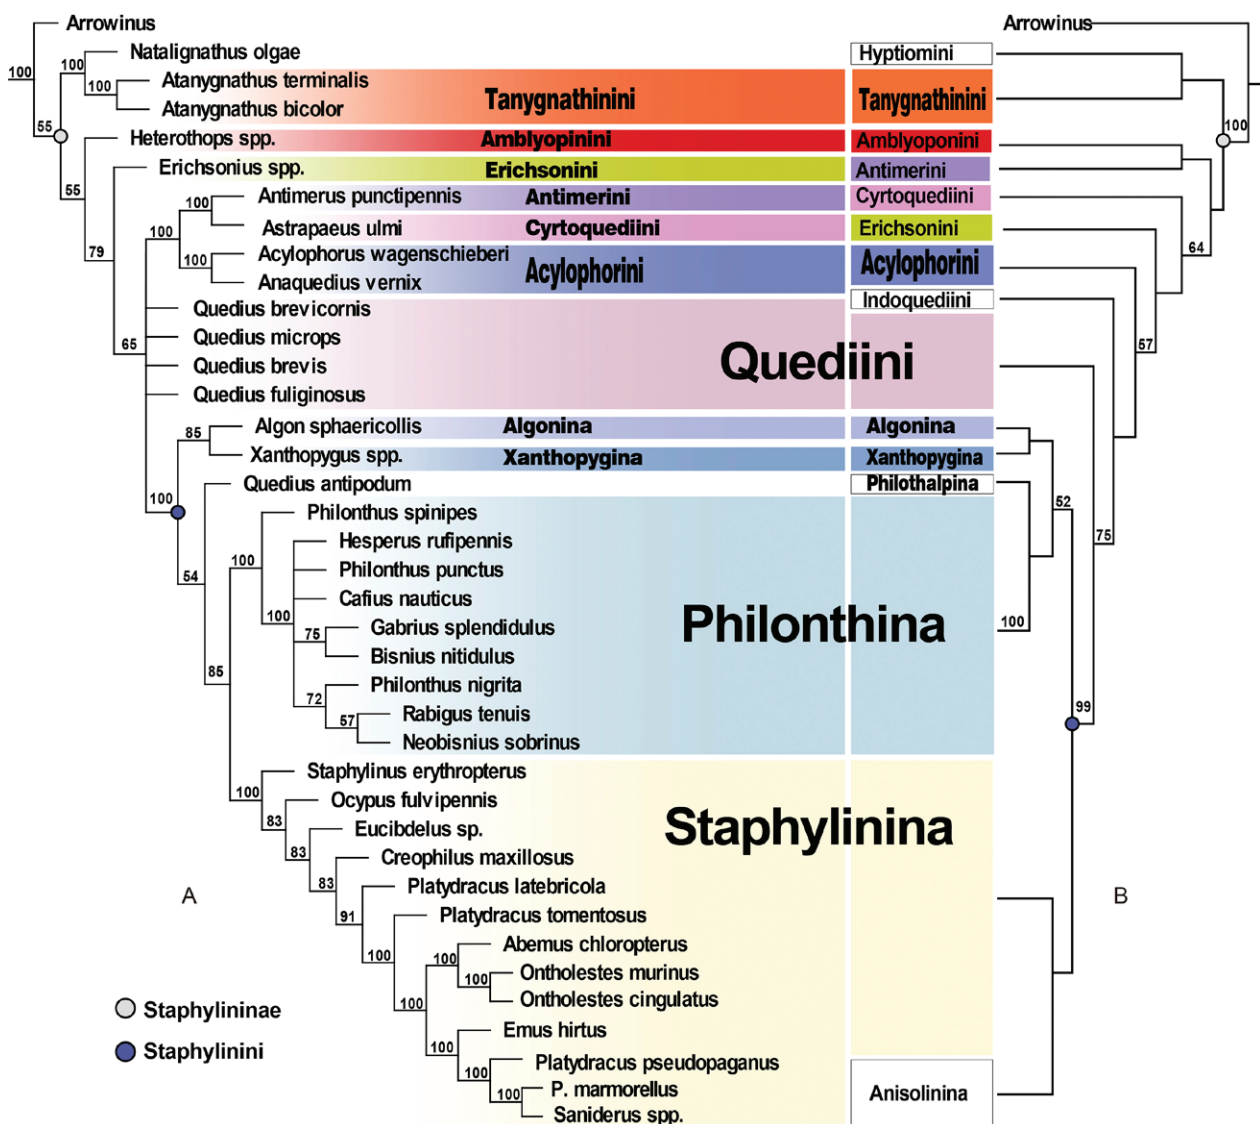 Arrowinus
Arrowinus
Natalignathus olgae
Hyptiomini
100
100
Atanygnathus terminalis
100
Tanygnathinini
Tanygnathinini
Atanygnathus bicolor
55
100
Heterothops spp.
Amblyopinini
Amblyoponini
Erichsonius spp.
Erichsonini
Antimerini
55
Antimerus punctipennis
Antimerini
Cyrtoquediini
100
Astrapaeus ulmi
Cyrtoquediini
Erichsonini
100
79
64
Acylophorus wagenschieberi
100
Acylophorini
Acylophorini
Anaquedius vernix
Indoquediini
Quedius brevicornis
Quedius microps
65
57
Quediini
Quedius brevis
Quedius fuliginosus
Algon sphaericollis
Algonina
Algonina
85
Xanthopygus spp.
Xanthopygina
Xanthopygina
Quedius antipodum
Philothalpina
100
52
Philonthus spinipes
Hesperus rufipennis
75
100
Philonthus punctus
54
Cafius nauticus
100
100
Gabrius splendidulus
Philonthina
75
Bisnius nitidulus
85
Philonthus nigrita
72
Rabigus tenuis
57
99
Neobisnius sobrinus
Staphylinus erythropterus
100
Ocypus fulvipennis
83
Eucibdelus sp.
Staphylinina
83
Creophilus maxillosus
83
Platydracus latebricola
A
B
91
Platydracus tomentosus
Abemus chloropterus
100
100
Ontholestes murinus
100
Ontholestes cingulatus
100
Staphylininae
Emus hirtus
Staphylinini
100
Platydracus pseudopaganus
100
P. marmorellus
100
Anisolinina
Saniderus spp.